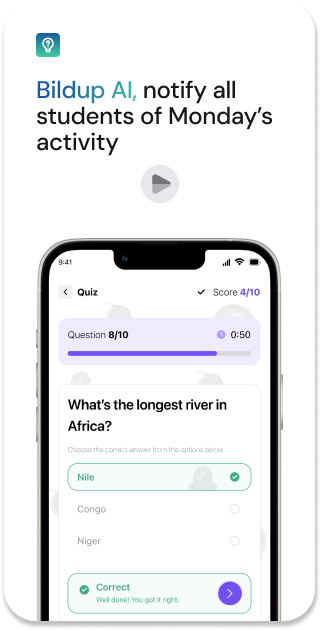 Bildup AI, notify all
students of Monday's
activity
9:41
Quiz
Score 4/10
Question 8/10
0:50
What's the longest river in
Africa?
Choose the correct answer from the options below
Nile
Congo
Niger
Correct
Well done! You got it right.